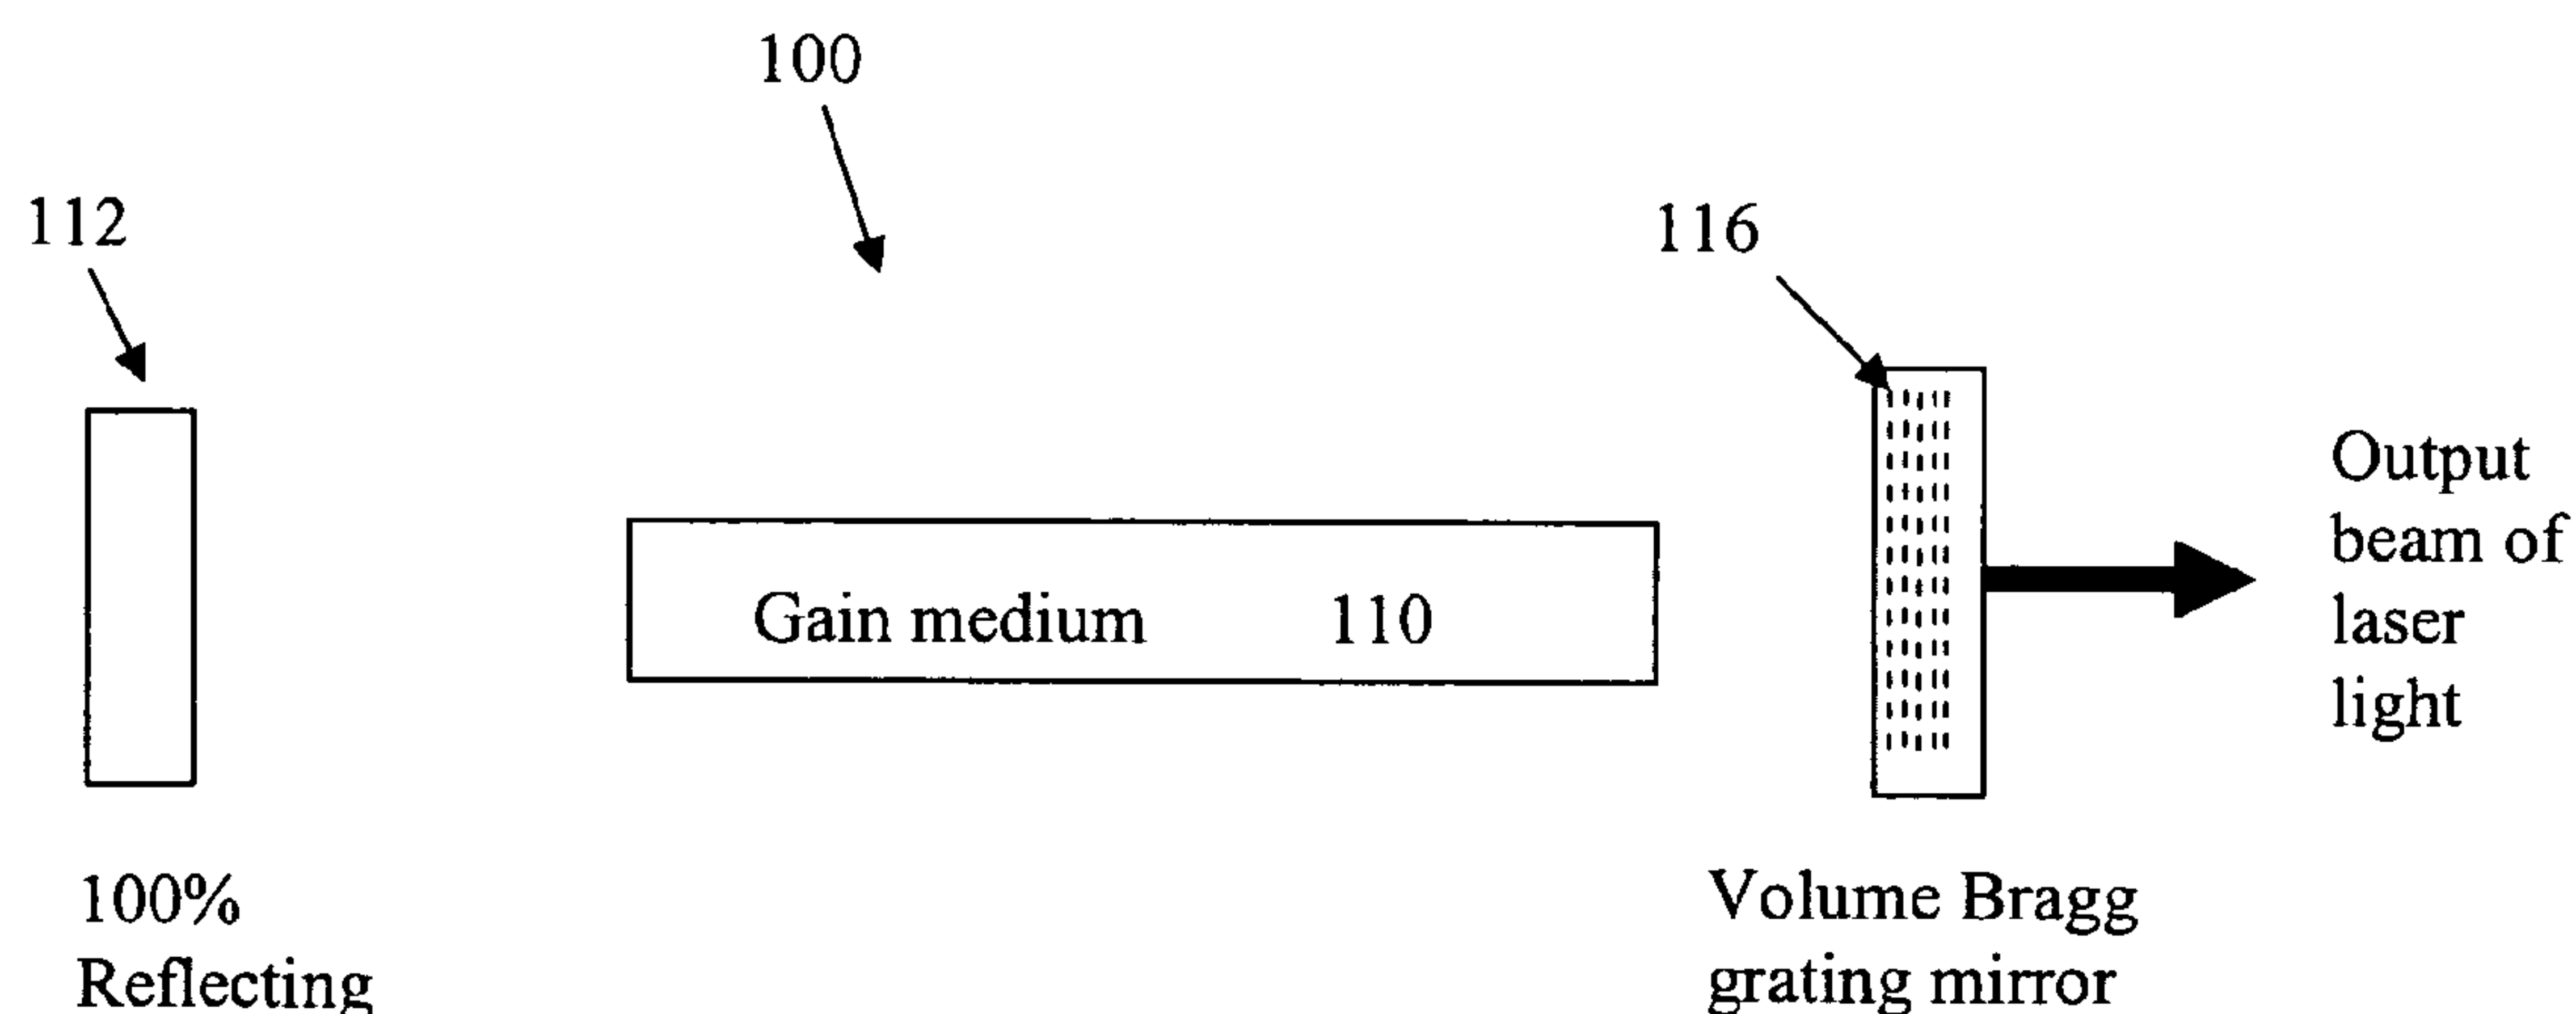 100
112
116
Output
beam of
laser
light
Gain medium 110
100%
Reflecting
Volume Bragg
grating mirror